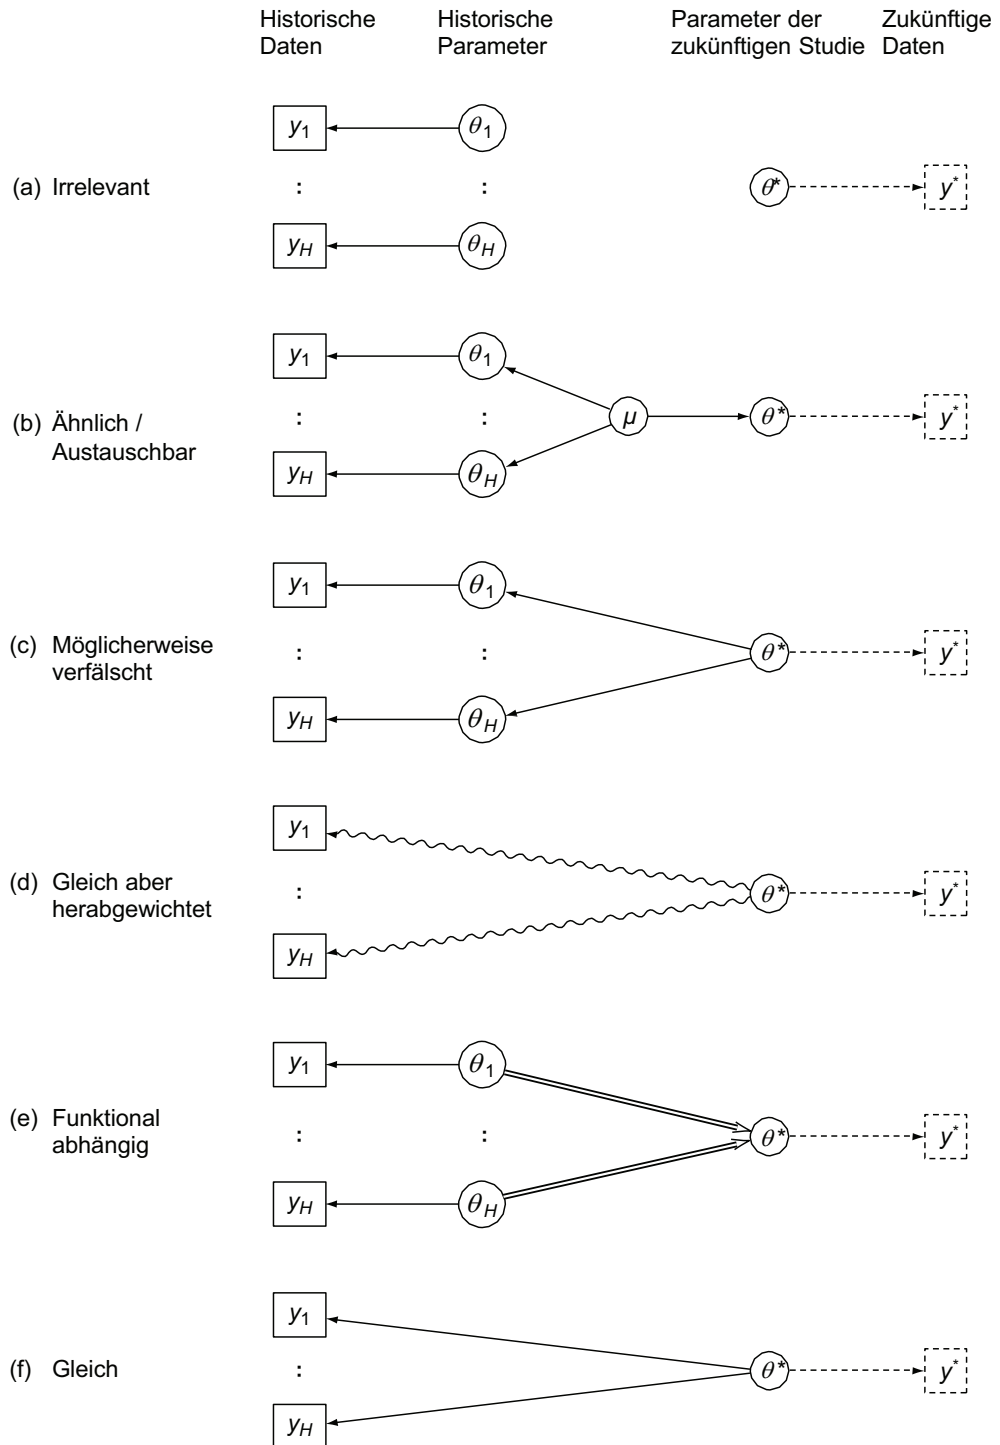 Historische Daten
Historische Parameter
Parameter der zukünftigen Studie
Zukünftige Daten
y1 θ1
(a) Irrelevant : : θ* y*
yH θH
y1 θ1
(b) Ähnlich / Austauschbar : : μ θ* y*
yH θH
y1 θ1
(c) Möglicherweise verfälscht : : θ* y*
yH θH
y1
(d) Gleich aber herabgewichtet : θ* y*
yH
y1 θ1
(e) Funktional abhängig : : θ* y*
yH θH
y1
(f) Gleich : θ* y*
yH